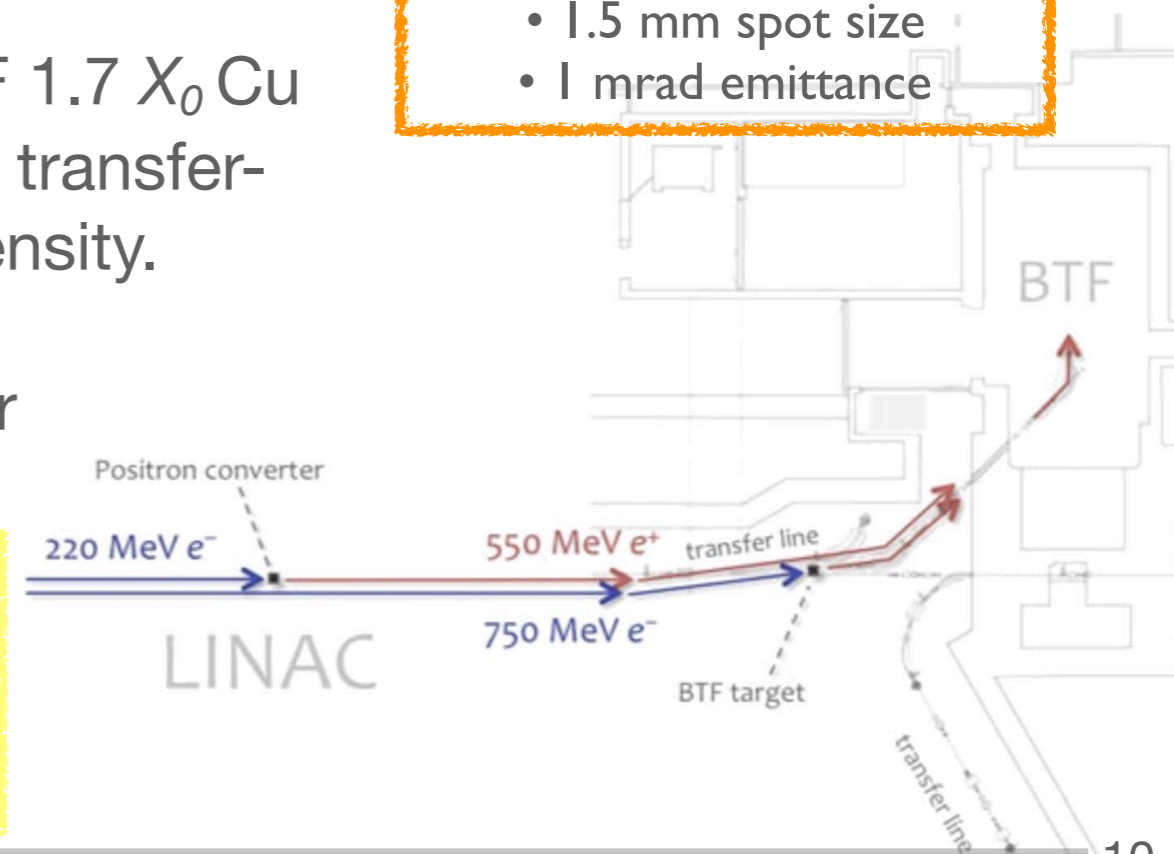 • 1.5 mm spot size
• 1 mrad emittance
1.7 X₀ Cu
transfer-
ensity.
r
BTF
Positron converter
220 MeV e⁻
550 MeV e⁺
transfer line
750 MeV e⁻
LINAC
BTF target
transfer line